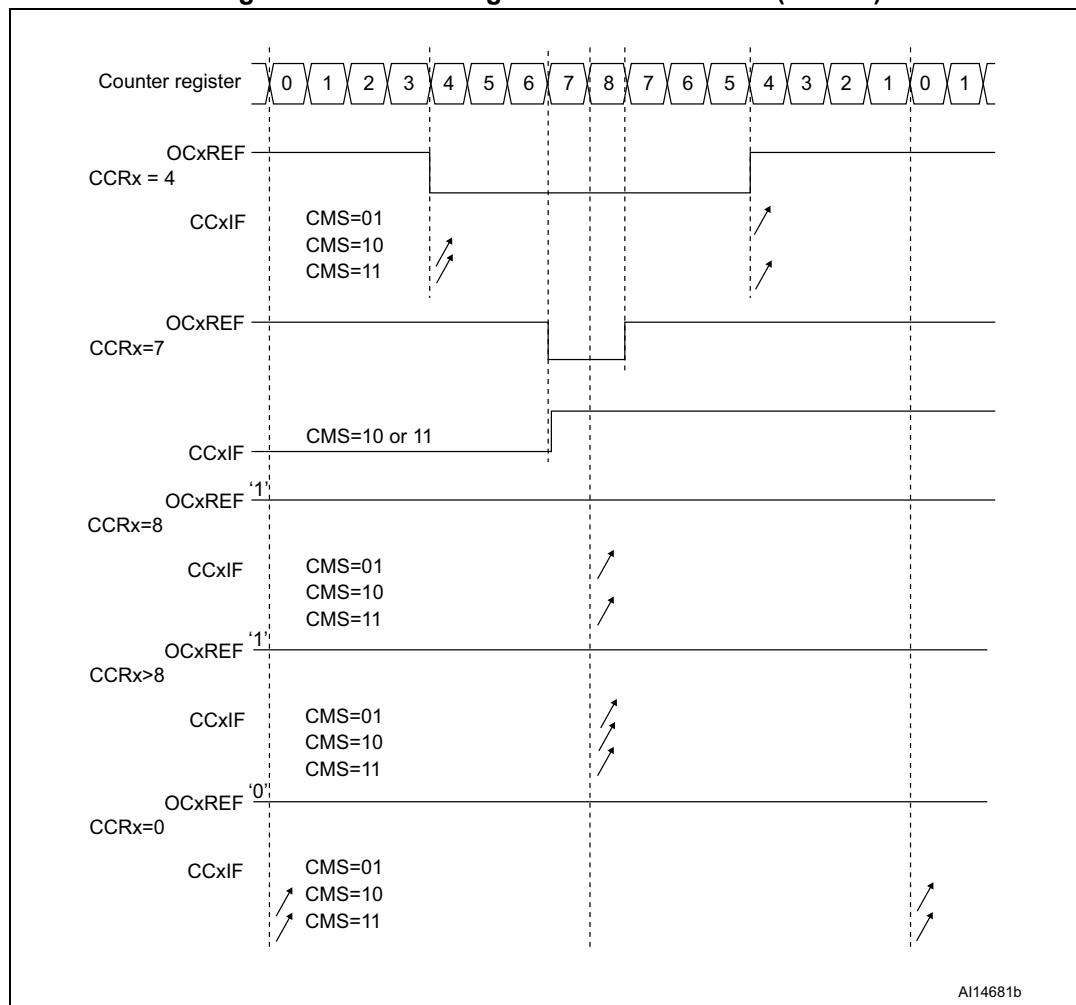 Counter register 0 1 2 3 4 5 6 7 8 7 6 5 4 3 2 1 0 1
OCxREF
CCRx = 4
CCxIF CMS=01
CMS=10
CMS=11
OCxREF
CCRx=7
CMS=10 or 11
CCxIF
OCxREF '1'
CCRx=8
CCxIF CMS=01
CMS=10
CMS=11
OCxREF '1'
CCRx>8
CCxIF CMS=01
CMS=10
CMS=11
OCxREF '0'
CCRx=0
CCxIF CMS=01
CMS=10
CMS=11
AI14681b